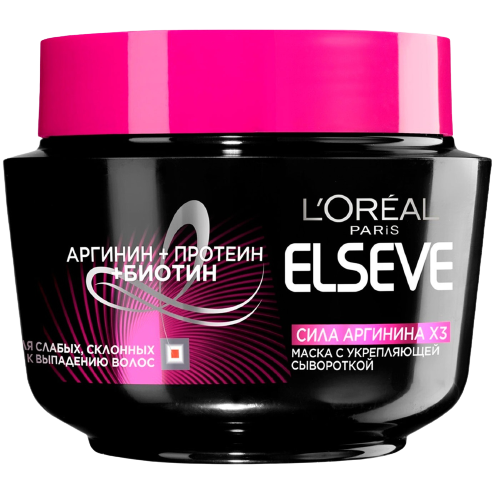 L'ORÉAL
PARIS
ELSEVE
СИЛА АРГИНИНА X3
МАСКА С УКРЕПЛЯЮЩЕЙ
СЫВОРОТКОЙ
АРГИНИН + ПРОТЕИН
+БИОТИН
ЛЯ СЛАБЫХ, СКЛОННЫХ
К ВЫПАДЕНИЮ ВОЛОС